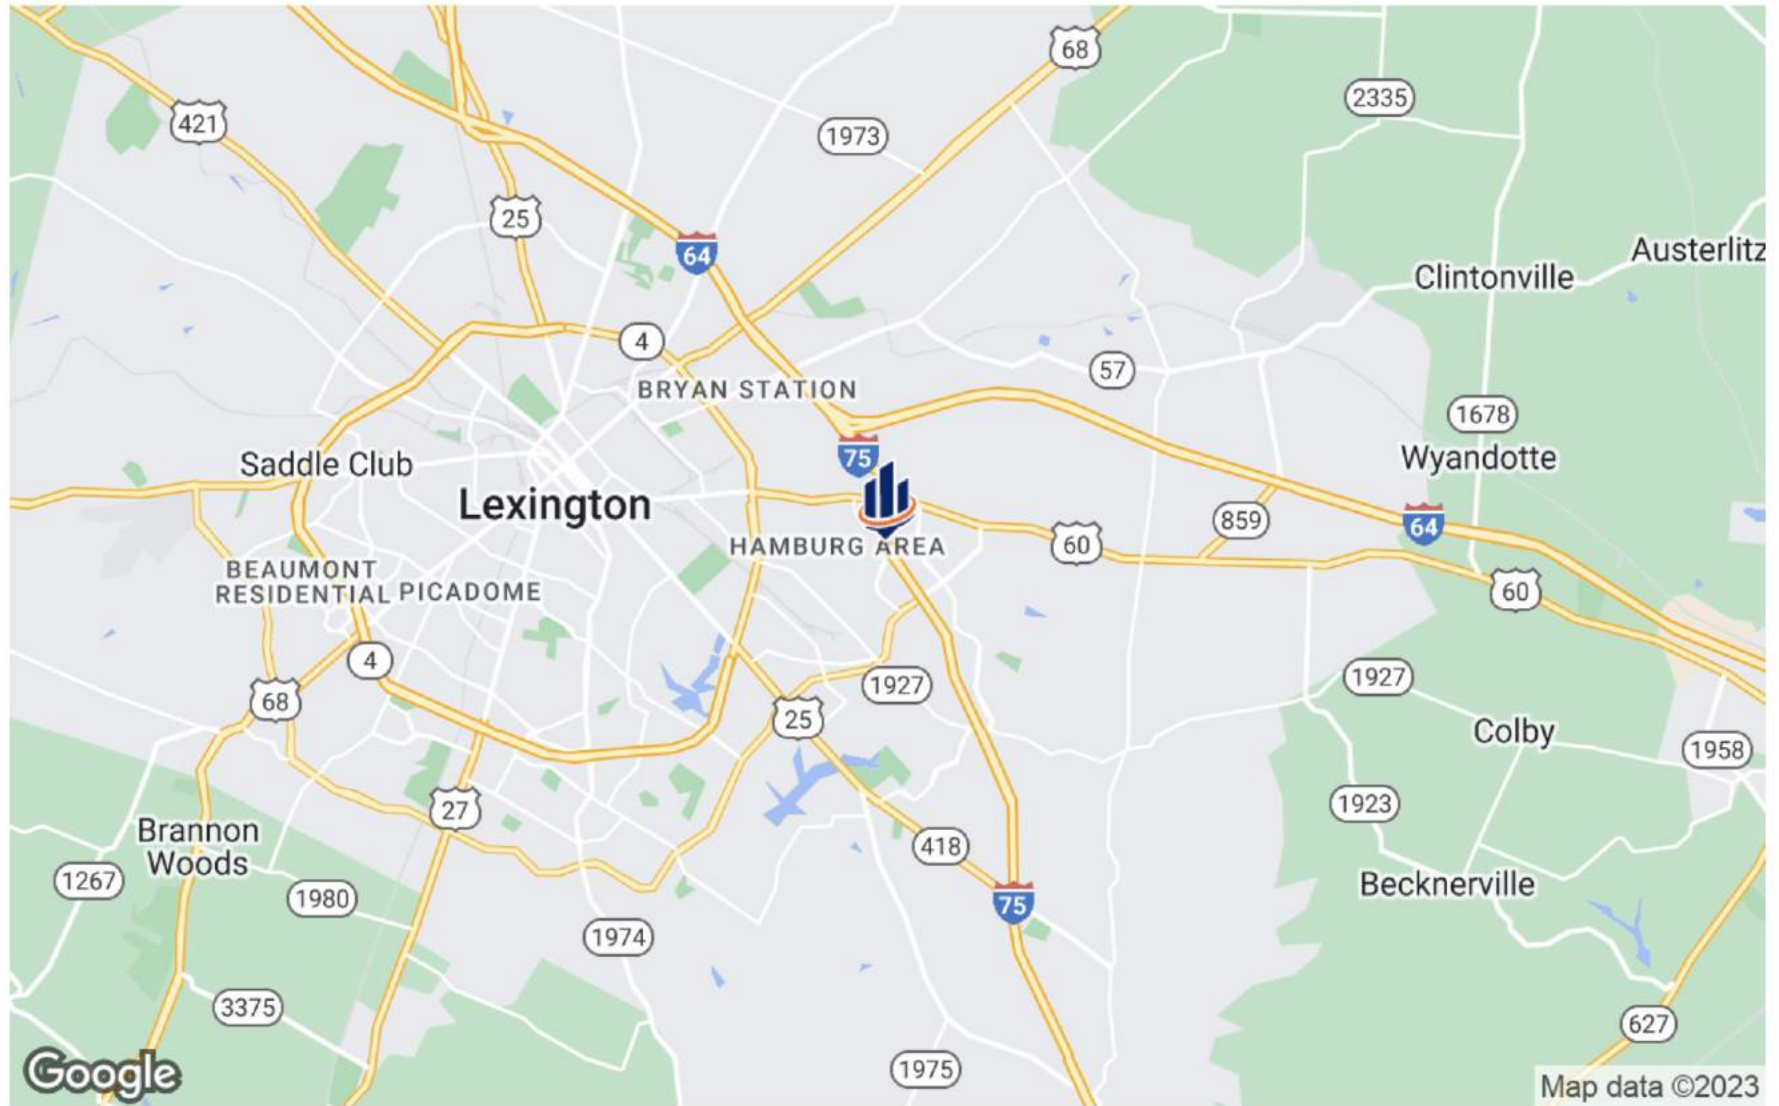 68
2335
421
1973
25
64
Austerlitz
Clintonville
4
57
BRYAN STATION
1678
75
Wyandotte
Saddle Club
Lexington
859
64
60
HAMBURG AREA
BEAUMONT
RESIDENTIAL
PICADOME
60
4
1927
1927
68
25
Colby
1958
27
1923
Brannon
Woods
418
1267
1980
75
Becknerville
1974
3375
627
1975
Google
Map data ©2023